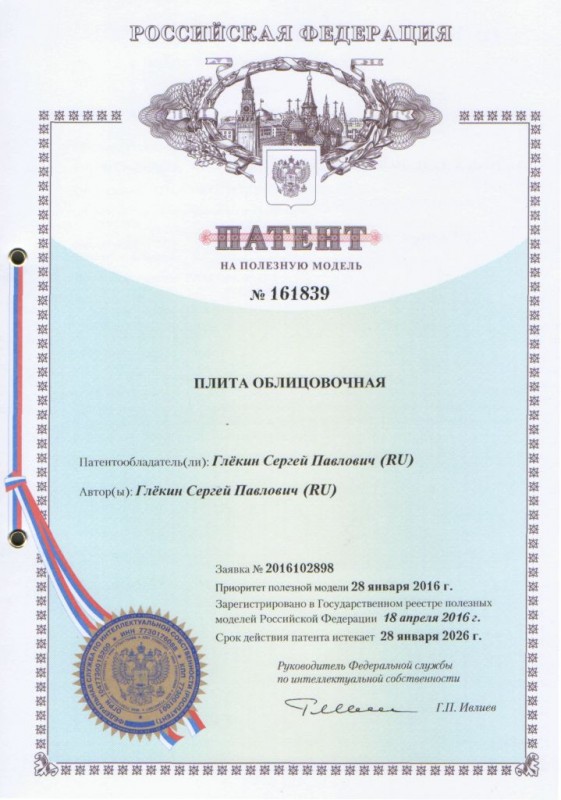 РОССИЙСКАЯ ФЕДЕРАЦИЯ
ПАТЕНТ
НА ПОЛЕЗНУЮ МОДЕЛЬ
№ 161839
ПЛИТА ОБЛИЦОВОЧНАЯ
Патентообладатель(ли): Глёкин Сергей Павлович (RU)
Автор(ы): Глёкин Сергей Павлович (RU)
Заявка № 2016102898
Приоритет полезной модели 28 января 2016 г.
Зарегистрировано в Государственном реестре полезных
моделей Российской Федерации 18 апреля 2016 г.
Срок действия патента истекает 28 января 2026 г.
Руководитель Федеральной службы
по интеллектуальной собственности
Г.П. Ивлиев